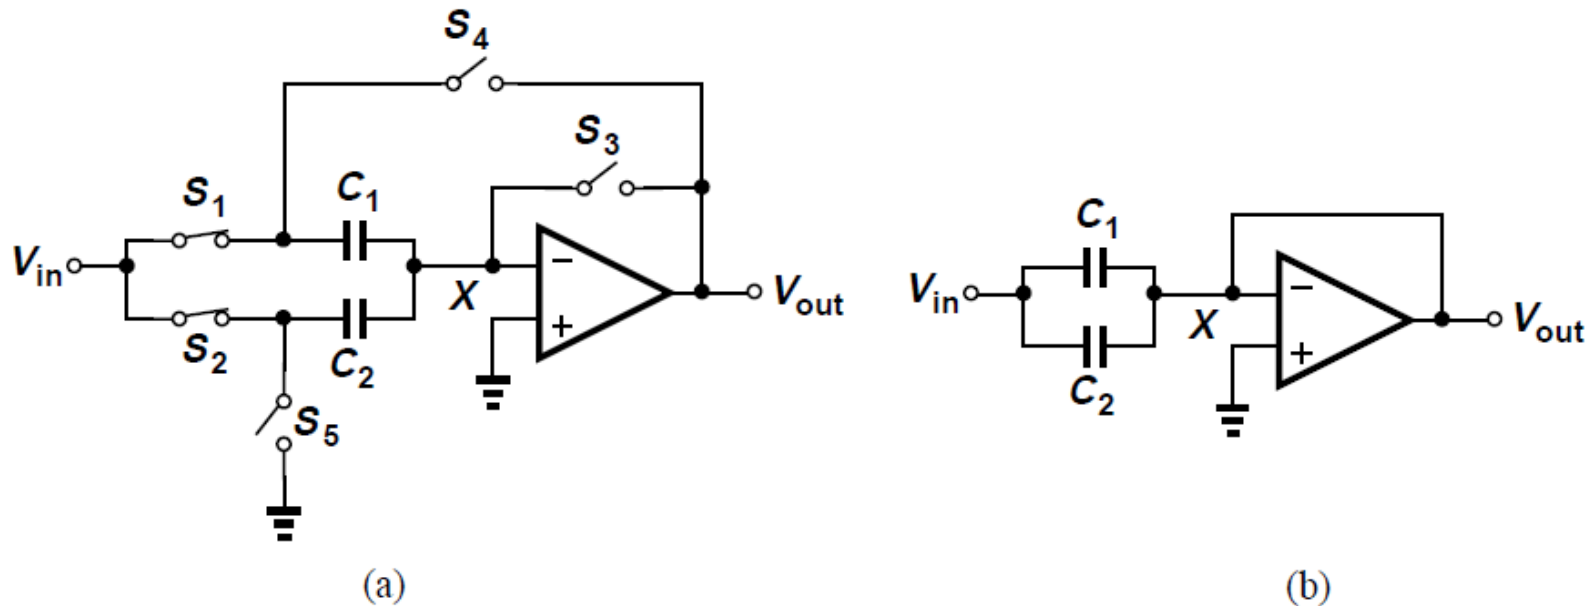 S4
S3
S1
C1
Vin
X
−
+
Vout
S2
C2
S5
(a)
C1
Vin
X
−
+
Vout
C2
(b)